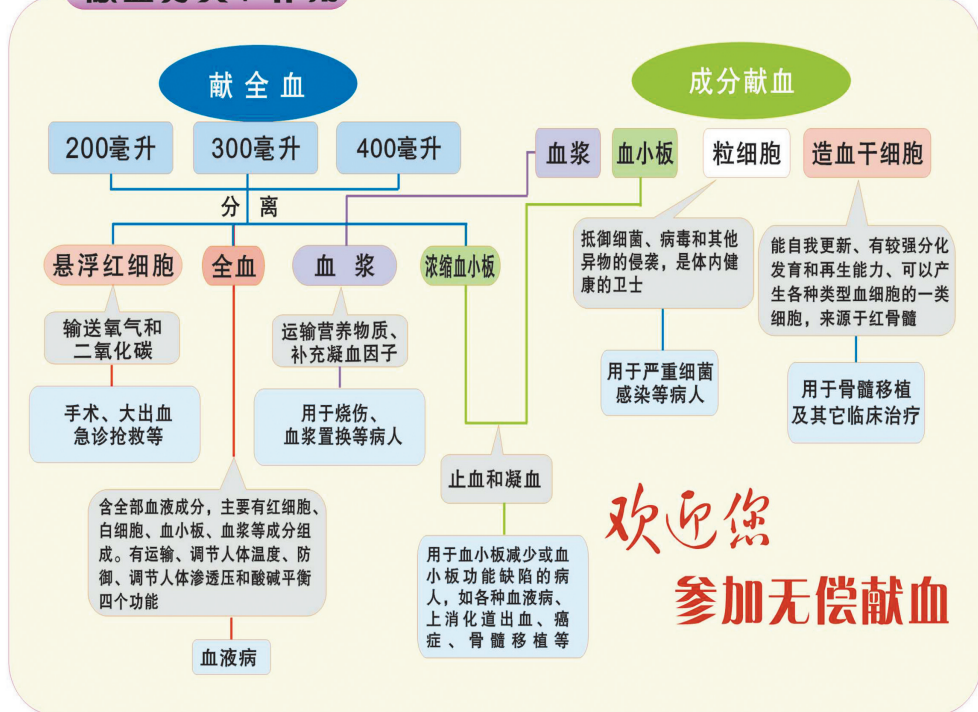 献全血
成分献血
200毫升
300毫升
400毫升
血浆
血小板
粒细胞
造血干细胞
分离
悬浮红细胞
全血
血浆
浓缩血小板
输送氧气和
二氧化碳
手术、大出血
急诊抢救等
含全部血液成分，主要有红细胞、
白细胞、血小板、血浆等成分组
成。有运输、调节人体温度、防
御、调节人体渗透压和酸碱平衡
四个功能
血液病
运输营养物质、
补充凝血因子
用于烧伤、
血浆置换等病人
止血和凝血
用于血小板减少或血
小板功能缺陷的病
人，如各种血液病、
上消化道出血、癌
症、骨髓移植等
抵御细菌、病毒和其他
异物的侵袭，是体内健
康的卫士
用于严重细菌
感染等病人
能自我更新、有较强分化
发育和再生能力、可以产
生各种类型血细胞的一类
细胞，来源于红骨髓
用于骨髓移植
及其它临床治疗
欢迎您
参加无偿献血